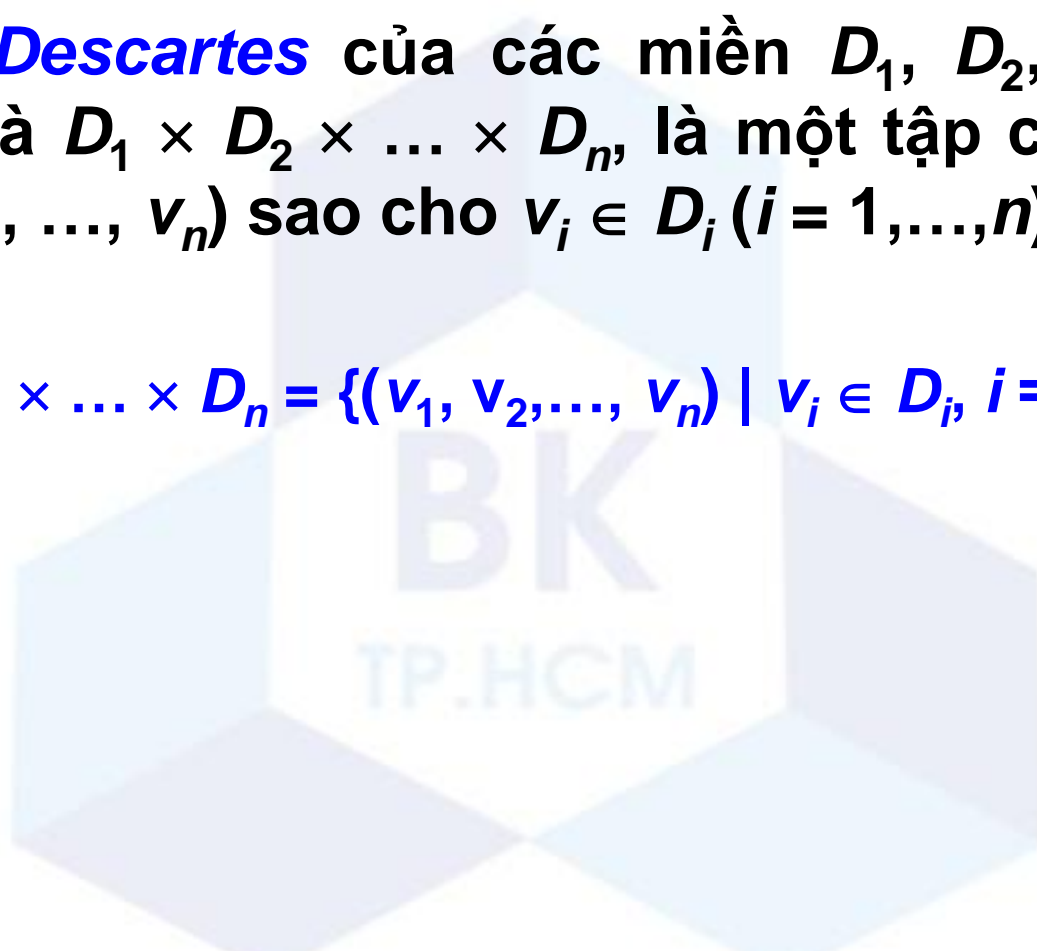 Descartes của các miền D₁, D₂,
à D₁ × D₂ × … × Dₙ, là một tập c
, …, vₙ) sao cho vᵢ ∈ Dᵢ (i = 1,…,n)
× … × Dₙ = {(v₁, v₂,…, vₙ) | vᵢ ∈ Dᵢ, i =
BK
TP.HCM